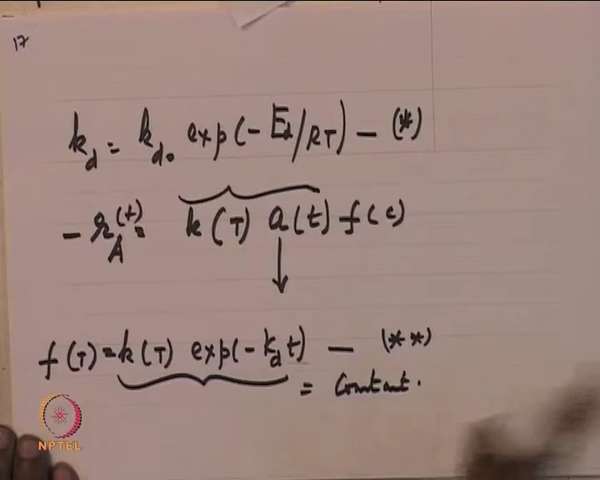 17
k_d = k_d0 exp(-E_d/RT) — (*)
-r_A(t) = k(T) a(t) f(c)
f(T) = k(T) exp(-k_d t) — (**)
= Constant.
NPTEL